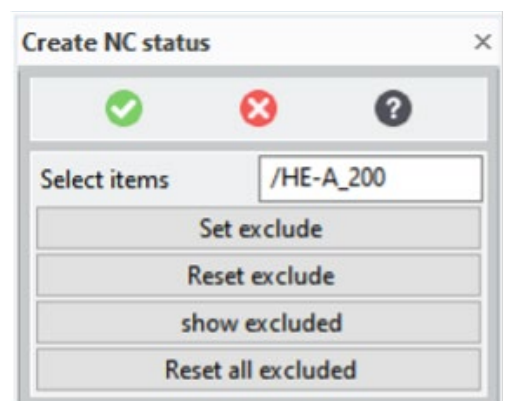 Create NC status
Select items /HE-A_200
Set exclude
Reset exclude
show excluded
Reset all excluded